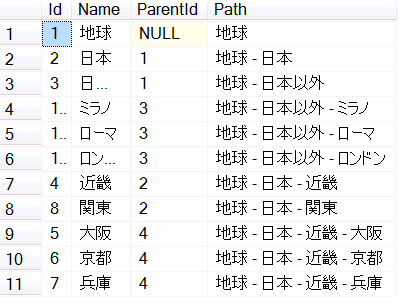 Id Name ParentId Path
1 1 地球 NULL 地球
2 2 日本 1 地球 - 日本
3 3 日... 1 地球 - 日本以外
4 1.. ミラノ 3 地球 - 日本以外 - ミラノ
5 1.. ローマ 3 地球 - 日本以外 - ローマ
6 1.. ロン... 3 地球 - 日本以外 - ロンドン
7 4 近畿 2 地球 - 日本 - 近畿
8 8 関東 2 地球 - 日本 - 関東
9 5 大阪 4 地球 - 日本 - 近畿 - 大阪
10 6 京都 4 地球 - 日本 - 近畿 - 京都
11 7 兵庫 4 地球 - 日本 - 近畿 - 兵庫